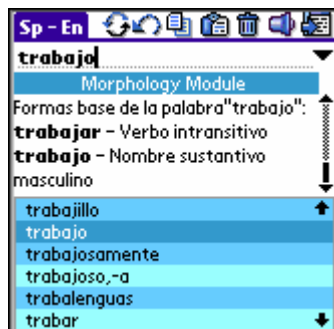 Sp - En
trabajo
Morphology Module
Formas base de la palabra"trabajo":
trabajar - Verbo intransitivo
trabajo - Nombre sustantivo
masculino
trabajillo
trabajo
trabajosamente
trabajoso,-a
trabalenguas
trabar